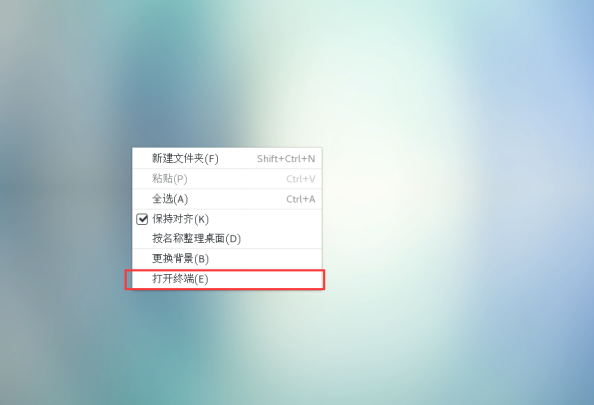 新建文件夹(F) Shift+Ctrl+N
粘贴(P) Ctrl+V
全选(A) Ctrl+A
保持对齐(K)
按名称整理桌面(D)
更换背景(B)
打开终端(E)